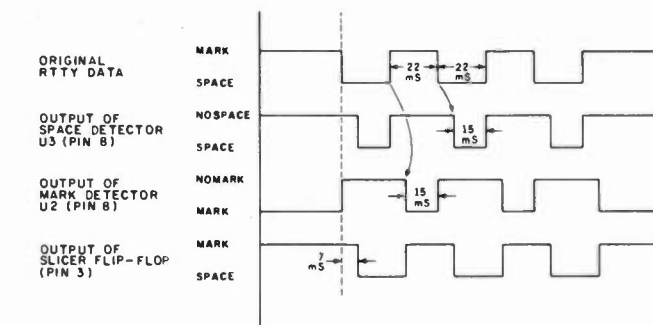 ORIGINAL
RTTY DATA
MARK
SPACE
22
mS
22
mS
OUTPUT OF
SPACE DETECTOR
U3 (PIN 8)
NOSPACE
SPACE
15
mS
OUTPUT OF
MARK DETECTOR
U2 (PIN 8)
NOMARK
MARK
15
mS
OUTPUT OF
SLICER FLIP-FLOP
(PIN 3)
MARK
SPACE
7
mS